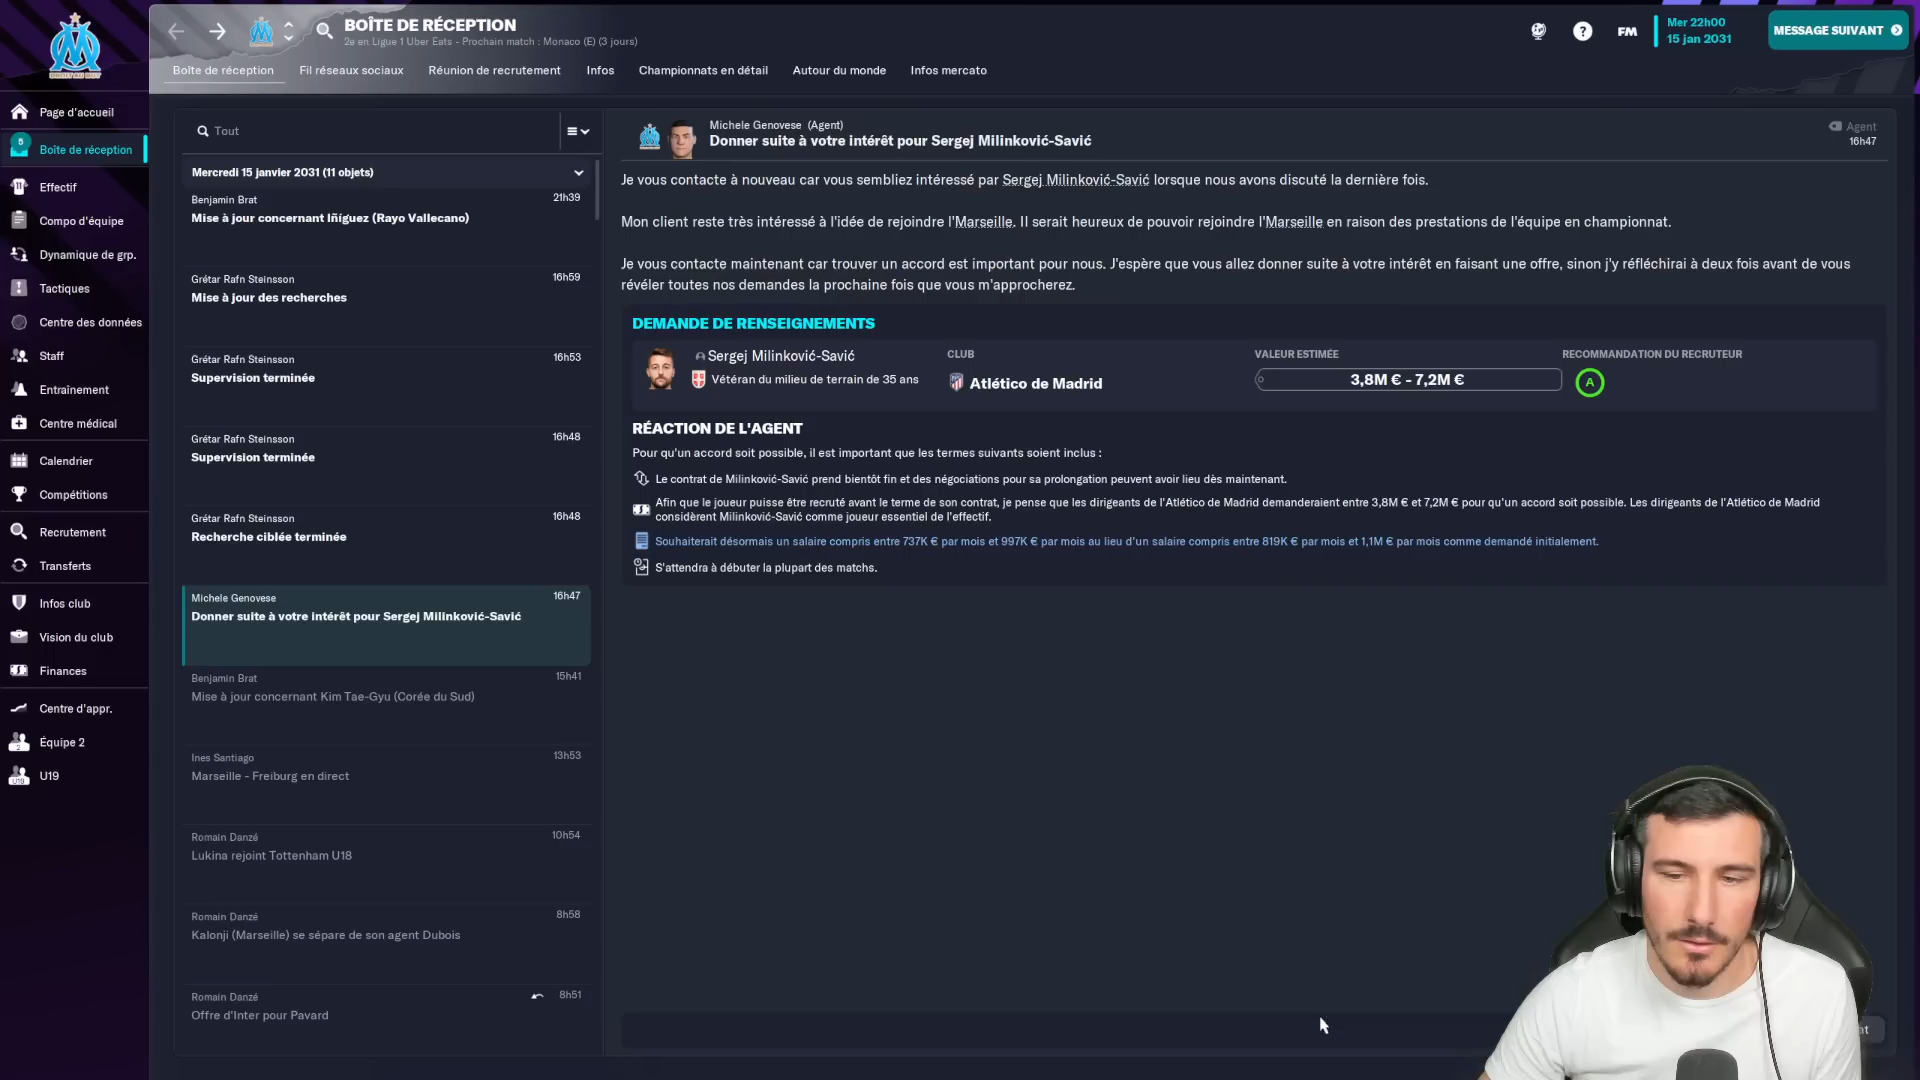 BOÎTE DE RÉCEPTION
2e en Ligue 1 Uber Eats - Prochain match : Monaco (E) (3 jours)
FM
Mer 22h00
15 jan 2031
MESSAGE SUIVANT
Boîte de réception
Fil réseaux sociaux
Réunion de recrutement
Infos
Championnats en détail
Autour du monde
Infos mercato
Page d'accueil
5
Boîte de réception
Effectif
Compo d'équipe
Dynamique de grp.
Tactiques
Centre des données
Staff
Entraînement
Centre médical
Calendrier
Compétitions
Recrutement
Transferts
Infos club
Vision du club
Finances
Centre d'appr.
Équipe 2
U19
Tout
Mercredi 15 janvier 2031 (11 objets)
Benjamin Brat
21h39
Mise à jour concernant Iñíguez (Rayo Vallecano)
Grétar Rafn Steinsson
16h59
Mise à jour des recherches
Grétar Rafn Steinsson
16h53
Supervision terminée
Grétar Rafn Steinsson
16h48
Supervision terminée
Grétar Rafn Steinsson
16h48
Recherche ciblée terminée
Michele Genovese
16h47
Donner suite à votre intérêt pour Sergej Milinković-Savić
Benjamin Brat
15h41
Mise à jour concernant Kim Tae-Gyu (Corée du Sud)
Ines Santiago
13h53
Marseille - Freiburg en direct
Romain Danzé
10h54
Lukina rejoint Tottenham U18
Romain Danzé
8h58
Kalonji (Marseille) se sépare de son agent Dubois
Romain Danzé
8h51
Offre d'Inter pour Pavard
Michele Genovese (Agent)
Donner suite à votre intérêt pour Sergej Milinković-Savić
Agent
16h47
Je vous contacte à nouveau car vous sembliez intéressé par Sergej Milinković-Savić lorsque nous avons discuté la dernière fois.
Mon client reste très intéressé à l'idée de rejoindre l'Marseille. Il serait heureux de pouvoir rejoindre l'Marseille en raison des prestations de l'équipe en championnat.
Je vous contacte maintenant car trouver un accord est important pour nous. J'espère que vous allez donner suite à votre intérêt en faisant une offre, sinon j'y réfléchirai à deux fois avant de vous
révéler toutes nos demandes la prochaine fois que vous m'approcherez.
DEMANDE DE RENSEIGNEMENTS
Sergej Milinković-Savić
Vétéran du milieu de terrain de 35 ans
CLUB
Atlético de Madrid
VALEUR ESTIMÉE
3,8M € - 7,2M €
RECOMMANDATION DU RECRUTEUR
A
RÉACTION DE L'AGENT
Pour qu'un accord soit possible, il est important que les termes suivants soient inclus :
Le contrat de Milinković-Savić prend bientôt fin et des négociations pour sa prolongation peuvent avoir lieu dès maintenant.
Afin que le joueur puisse être recruté avant le terme de son contrat, je pense que les dirigeants de l'Atlético de Madrid demanderaient entre 3,8M € et 7,2M € pour qu'un accord soit possible. Les dirigeants de l'Atlético de Madrid
considèrent Milinković-Savić comme joueur essentiel de l'effectif.
Souhaiterait désormais un salaire compris entre 737K € par mois et 997K € par mois au lieu d'un salaire compris entre 819K € par mois et 1,1M € par mois comme demandé initialement.
S'attendra à débuter la plupart des matchs.